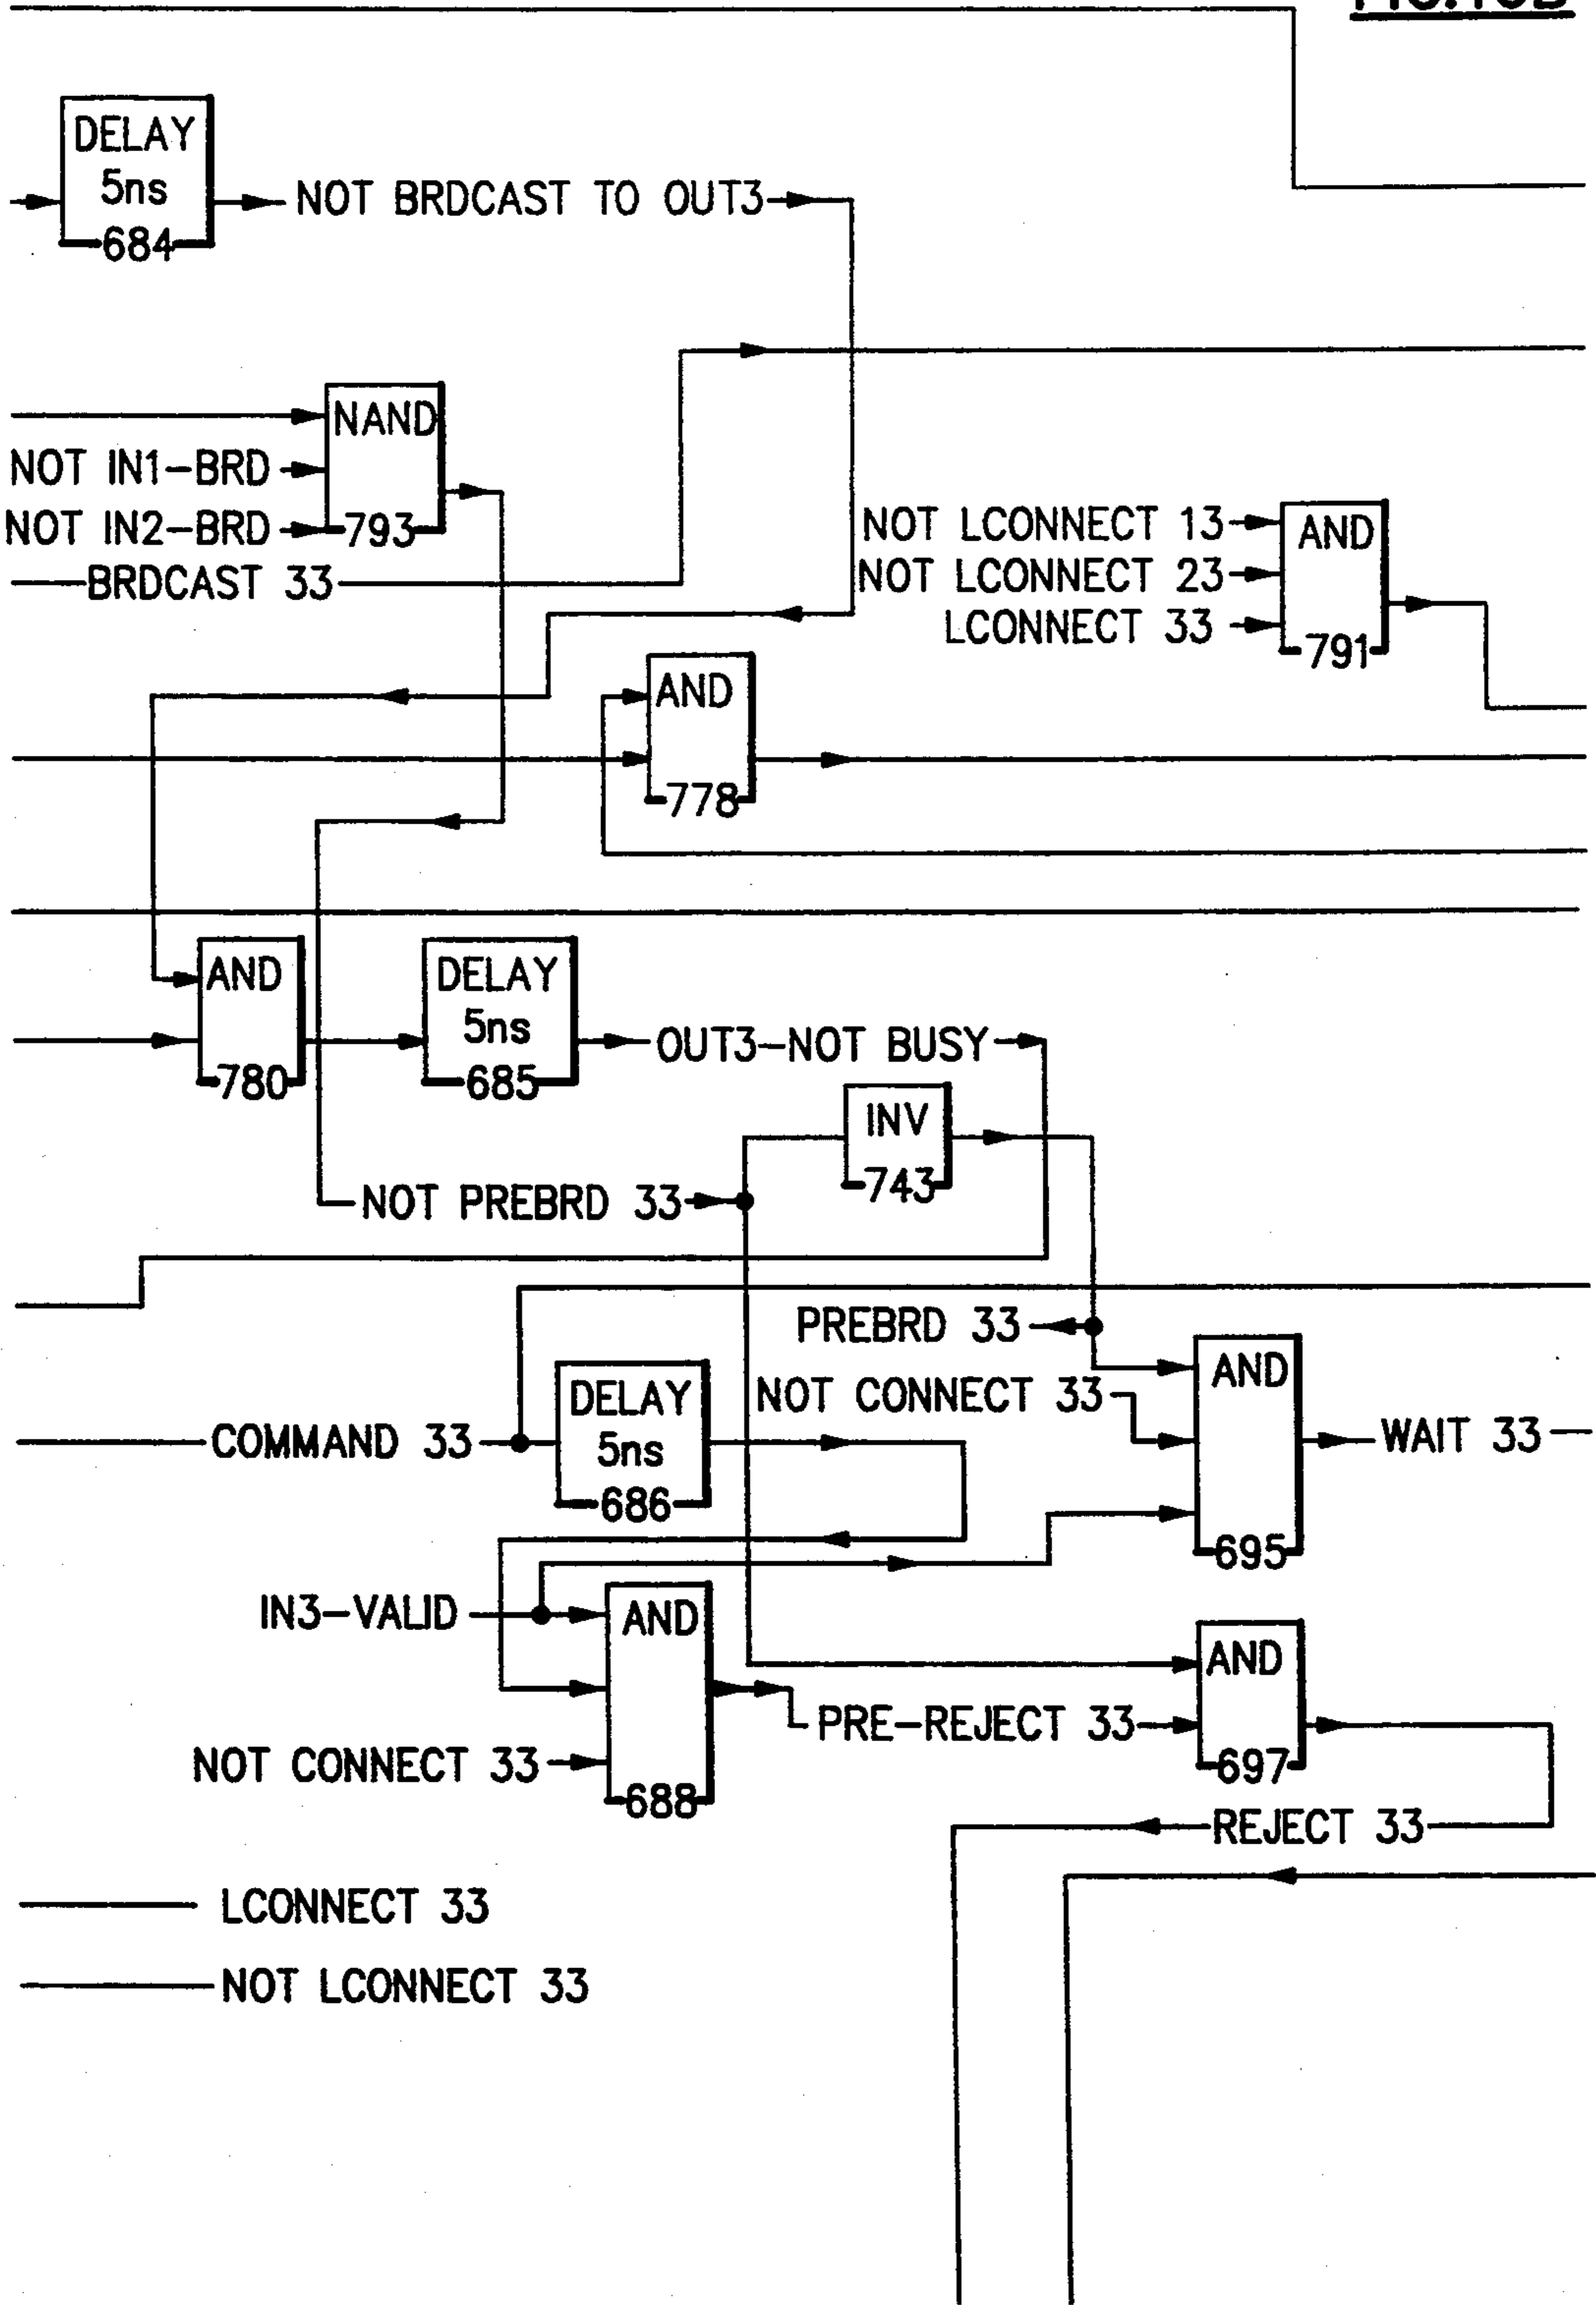 DELAY
5ns
684
NOT BRDCAST TO OUT3
NAND
793
NOT IN1-BRD
NOT IN2-BRD
BRDCAST 33
NOT LCONNECT 13
NOT LCONNECT 23
LCONNECT 33
AND
791
AND
778
AND
780
DELAY
5ns
685
OUT3-NOT BUSY
INV
743
NOT PREBRD 33
PREBRD 33
NOT CONNECT 33
AND
695
WAIT 33
COMMAND 33
DELAY
5ns
686
IN3-VALID
AND
688
NOT CONNECT 33
PRE-REJECT 33
AND
697
REJECT 33
LCONNECT 33
NOT LCONNECT 33